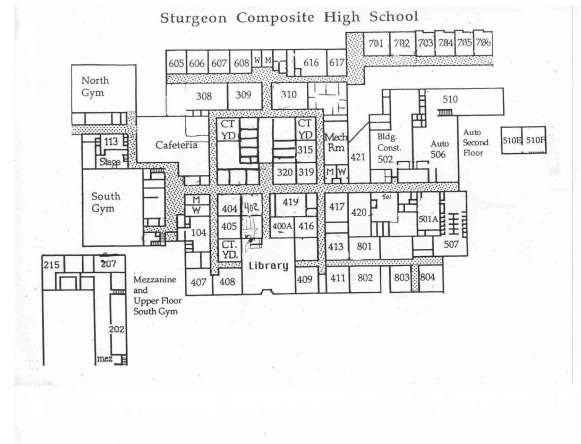 Sturgeon Composite High School
701 702 703 704 705 706
605 606 607 608 W M 616 617
North Gym
308 309 310
510
CT YD
CT YD
113
Stage
Cafeteria
315
Mech Rm
421
Bldg. Const. 502
Auto 506
Auto Second Floor
510E 510F
320 319
M W
South Gym
M
W
404 402 419 417 420 501 501A
104 405 400A 416
CT. YD.
413 801 507
Library
215 207
Mezzanine and Upper Floor South Gym
407 408 409 411 802 803 804
202
mez